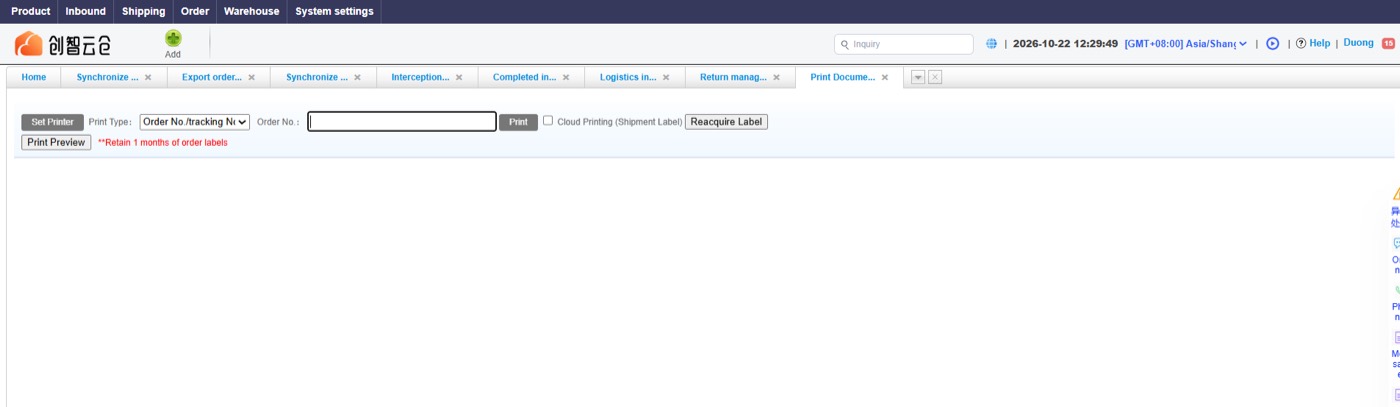 Product Inbound Shipping Order Warehouse System settings
创智云仓 Add Inquiry | 2026-10-22 12:29:49 [GMT+08:00] Asia/Shang | | Help | Duong 15
Home Synchronize ... Export order... Synchronize ... Interception... Completed in... Logistics in... Return manag... Print Docume...
Set Printer Print Type: Order No./tracking No Order No.: Print Cloud Printing (Shipment Label) Reacquire Label
Print Preview **Retain 1 months of order labels
异
处